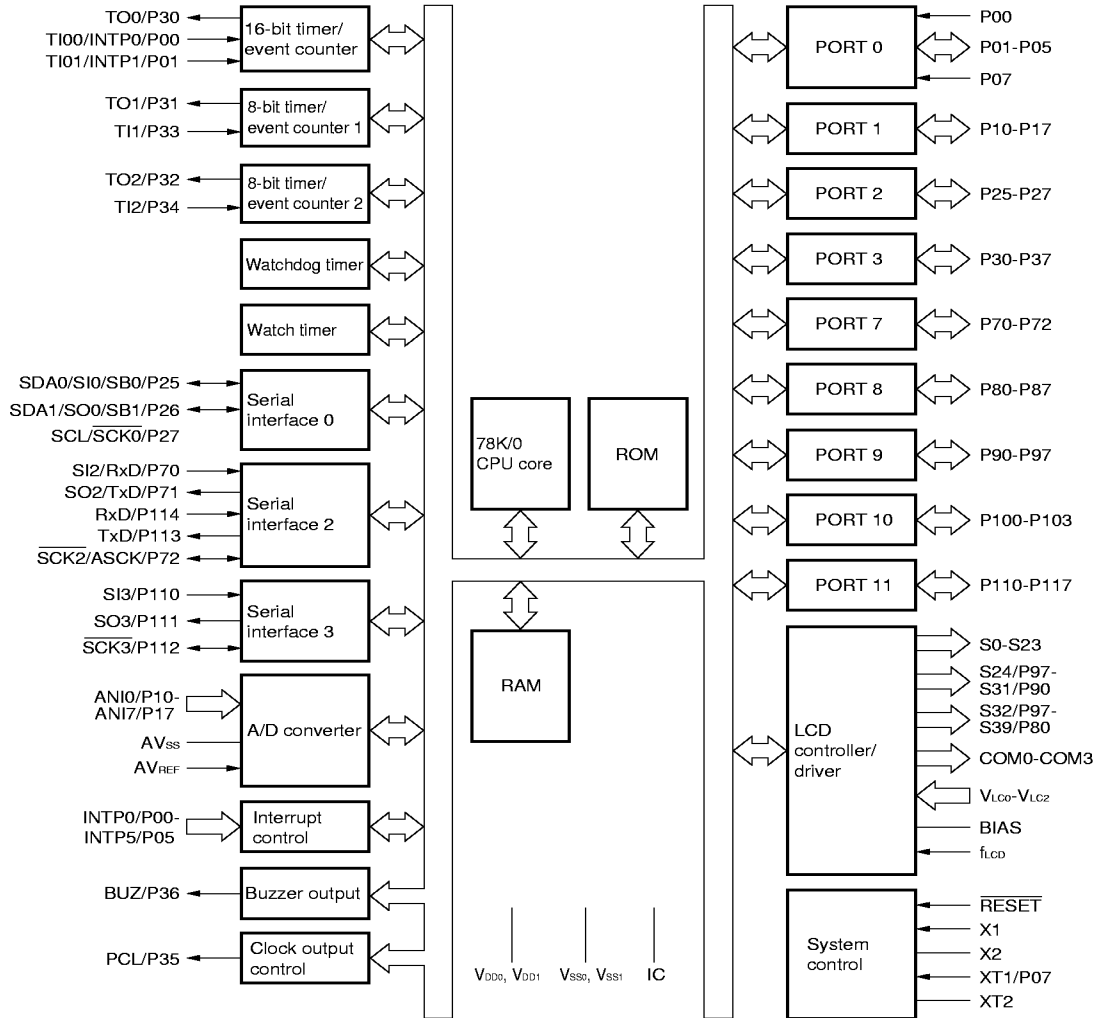 TO0/P30
TI00/INTP0/P00
TI01/INTP1/P01
16-bit timer/
event counter
TO1/P31
TI1/P33
8-bit timer/
event counter 1
TO2/P32
TI2/P34
8-bit timer/
event counter 2
Watchdog timer
Watch timer
SDA0/SI0/SB0/P25
SDA1/SO0/SB1/P26
SCL/SCK0/P27
Serial
interface 0
SI2/RxD/P70
SO2/TxD/P71
RxD/P114
TxD/P113
SCK2/ASCK/P72
Serial
interface 2
SI3/P110
SO3/P111
SCK3/P112
Serial
interface 3
ANI0/P10-
ANI7/P17
AVSS
AVREF
A/D converter
INTP0/P00-
INTP5/P05
Interrupt
control
BUZ/P36
Buzzer output
PCL/P35
Clock output
control
78K/0
CPU core
ROM
RAM
VDD0, VDD1
VSS0, VSS1
IC
PORT 0
P00
P01-P05
P07
PORT 1
P10-P17
PORT 2
P25-P27
PORT 3
P30-P37
PORT 7
P70-P72
PORT 8
P80-P87
PORT 9
P90-P97
PORT 10
P100-P103
PORT 11
P110-P117
LCD
controller/
driver
S0-S23
S24/P97-
S31/P90
S32/P97-
S39/P80
COM0-COM3
VLC0-VLC2
BIAS
fLCD
System
control
RESET
X1
X2
XT1/P07
XT2